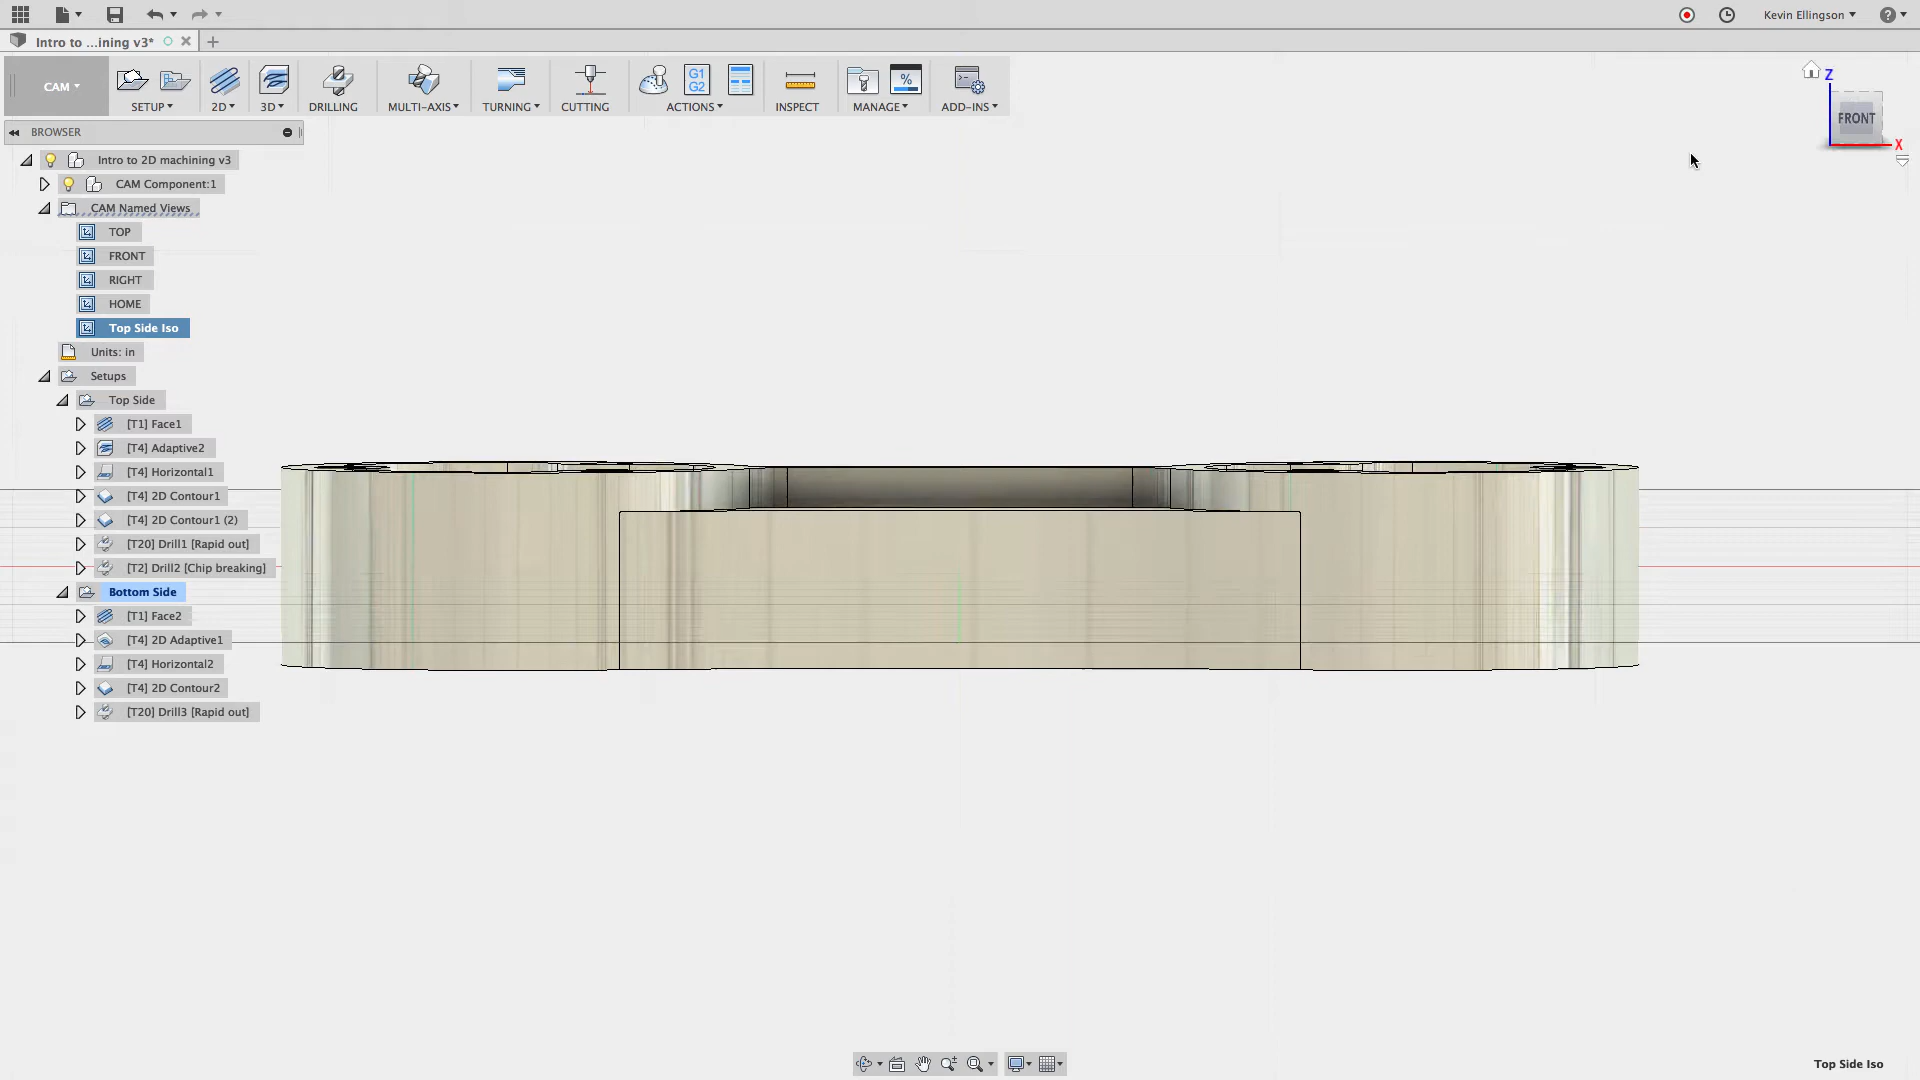 Kevin Ellingson
Intro to ...ining v3*
CAM
SETUP
2D
3D
DRILLING
MULTI-AXIS
TURNING
CUTTING
G1
G2
ACTIONS
INSPECT
%
MANAGE
ADD-INS
Z
FRONT
X
BROWSER
Intro to 2D machining v3
CAM Component:1
CAM Named Views
TOP
FRONT
RIGHT
HOME
Top Side Iso
Units: in
Setups
Top Side
[T1] Face1
[T4] Adaptive2
[T4] Horizontal1
[T4] 2D Contour1
[T4] 2D Contour1 (2)
[T20] Drill1 [Rapid out]
[T2] Drill2 [Chip breaking]
Bottom Side
[T1] Face2
[T4] 2D Adaptive1
[T4] Horizontal2
[T4] 2D Contour2
[T20] Drill3 [Rapid out]
Top Side Iso